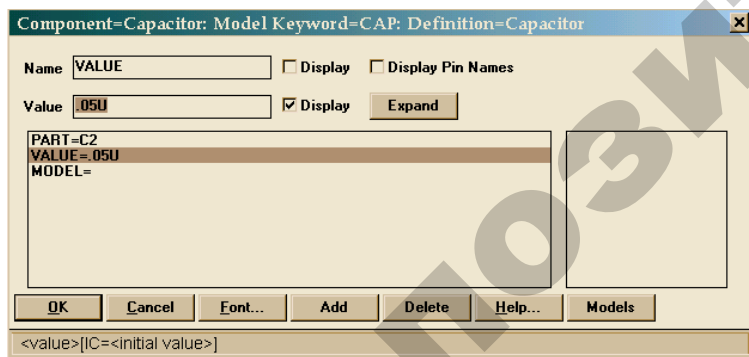 Component=Capacitor: Model Keyword=CAP: Definition=Capacitor
Name VALUE Display Display Pin Names
Value .05U Display Expand
PART=C2
VALUE=.05U
MODEL=
OK Cancel Font... Add Delete Help... Models
<value>[IC=<initial value>]
пози